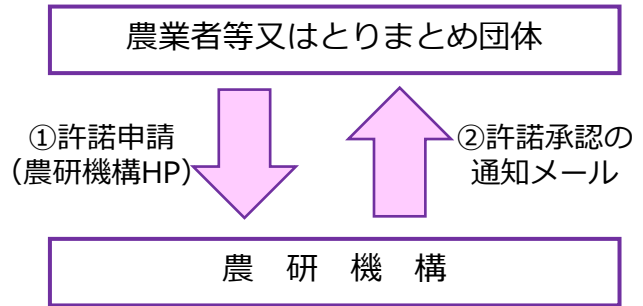 農業者等又はとりまとめ団体
①許諾申請
（農研機構HP）
②許諾承認の
通知メール
農　研　機　構